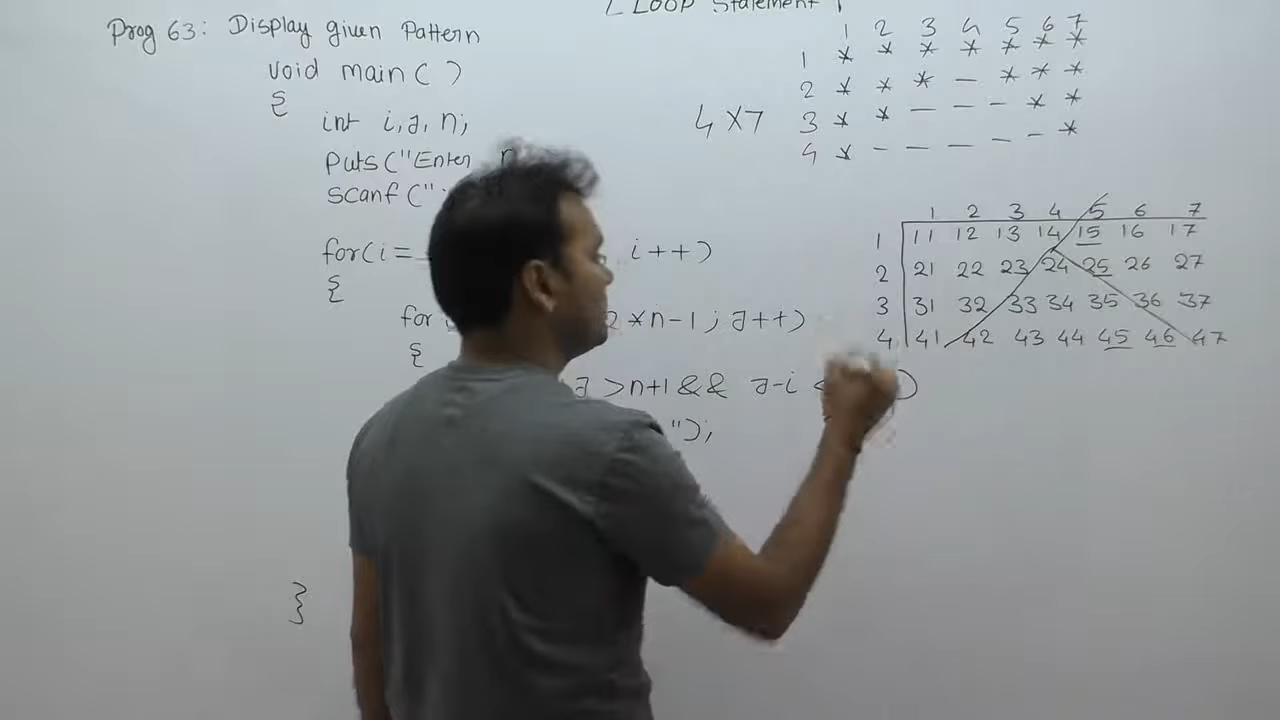 C LOOP Statement
Prog 63: Display given Pattern
void main( )
{
int i,J, n;
Puts("Enter n
Scanf("
for(i= i++)
{
for 2*n-1; J++)
{
J >n+1 && J-i <
");
}
4 X 7
1 2 3 4 5 6 7
1 * * * * * * *
2 * * * - * * *
3 * * - - - * *
4 * - - - - - *
1 2 3 4 5 6 7
1 11 12 13 14 15 16 17
2 21 22 23 24 25 26 27
3 31 32 33 34 35 36 37
4 41 42 43 44 45 46 47